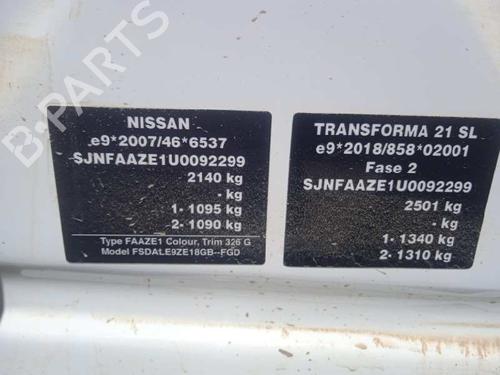 NISSAN
e9*2007/46*6537
SJNFAAZE1U0092299
2140 kg
- kg
1- 1095 kg
2- 1090 kg
Type FAAZE1 Colour, Trim 326 G
Model FSDALE9ZE18GB--FGD
TRANSFORMA 21 SL
e9*2018/858*02001
Fase 2
SJNFAAZE1U0092299
2501 kg
- kg
1- 1340 kg
2- 1310 kg
B-PARTS